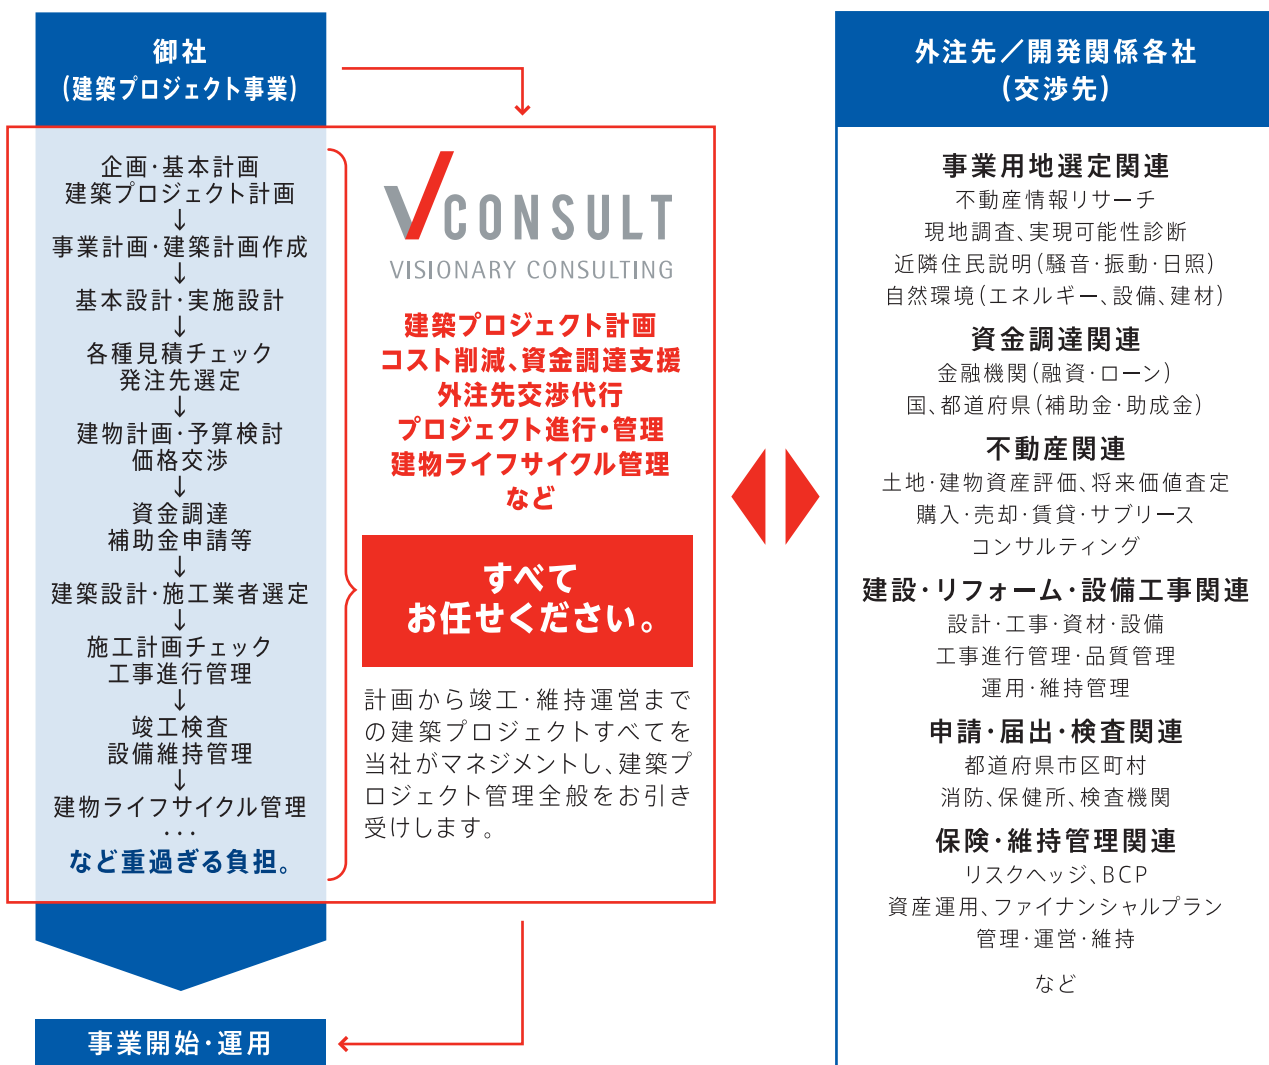 御社
(建築プロジェクト事業)
企画・基本計画
建築プロジェクト計画
↓
事業計画・建築計画作成
↓
基本設計・実施設計
↓
各種見積チェック
発注先選定
↓
建物計画・予算検討
価格交渉
↓
資金調達
補助金申請等
↓
建築設計・施工業者選定
↓
施工計画チェック
工事進行管理
↓
竣工検査
設備維持管理
↓
建物ライフサイクル管理
・・・
など重過ぎる負担。
事業開始・運用
VCONSULT
VISIONARY CONSULTING
建築プロジェクト計画
コスト削減、資金調達支援
外注先交渉代行
プロジェクト進行・管理
建物ライフサイクル管理
など
すべて
お任せください。
計画から竣工・維持運営まで
の建築プロジェクトすべてを
当社がマネジメントし、建築プ
ロジェクト管理全般をお引き
受けします。
外注先／開発関係各社
(交渉先)
事業用地選定関連
不動産情報リサーチ
現地調査、実現可能性診断
近隣住民説明(騒音・振動・日照)
自然環境(エネルギー、設備、建材)
資金調達関連
金融機関(融資・ローン)
国、都道府県(補助金・助成金)
不動産関連
土地・建物資産評価、将来価値査定
購入・売却・賃貸・サブリース
コンサルティング
建設・リフォーム・設備工事関連
設計・工事・資材・設備
工事進行管理・品質管理
運用・維持管理
申請・届出・検査関連
都道府県市区町村
消防、保健所、検査機関
保険・維持管理関連
リスクヘッジ、BCP
資産運用、ファイナンシャルプラン
管理・運営・維持
など